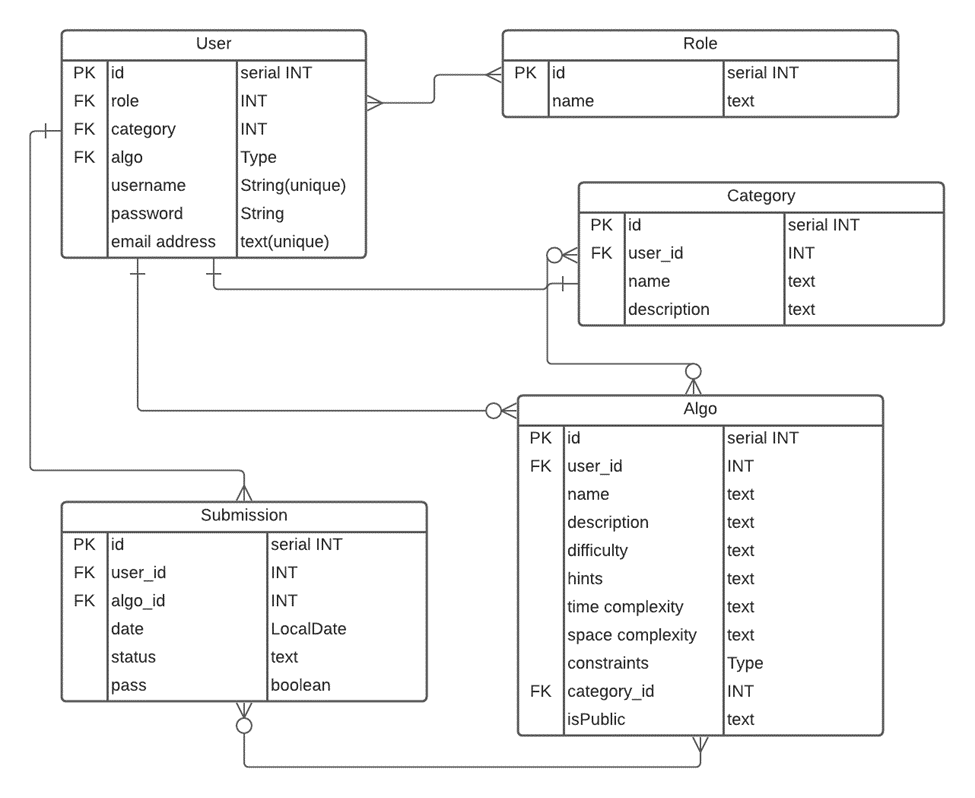 User
PK id serial INT
FK role INT
FK category INT
FK algo Type
username String(unique)
password String
email address text(unique)
Role
PK id serial INT
name text
Category
PK id serial INT
FK user_id INT
name text
description text
Algo
PK id serial INT
FK user_id INT
name text
description text
difficulty text
hints text
time complexity text
space complexity text
constraints Type
FK category_id INT
isPublic text
Submission
PK id serial INT
FK user_id INT
FK algo_id INT
date LocalDate
status text
pass boolean